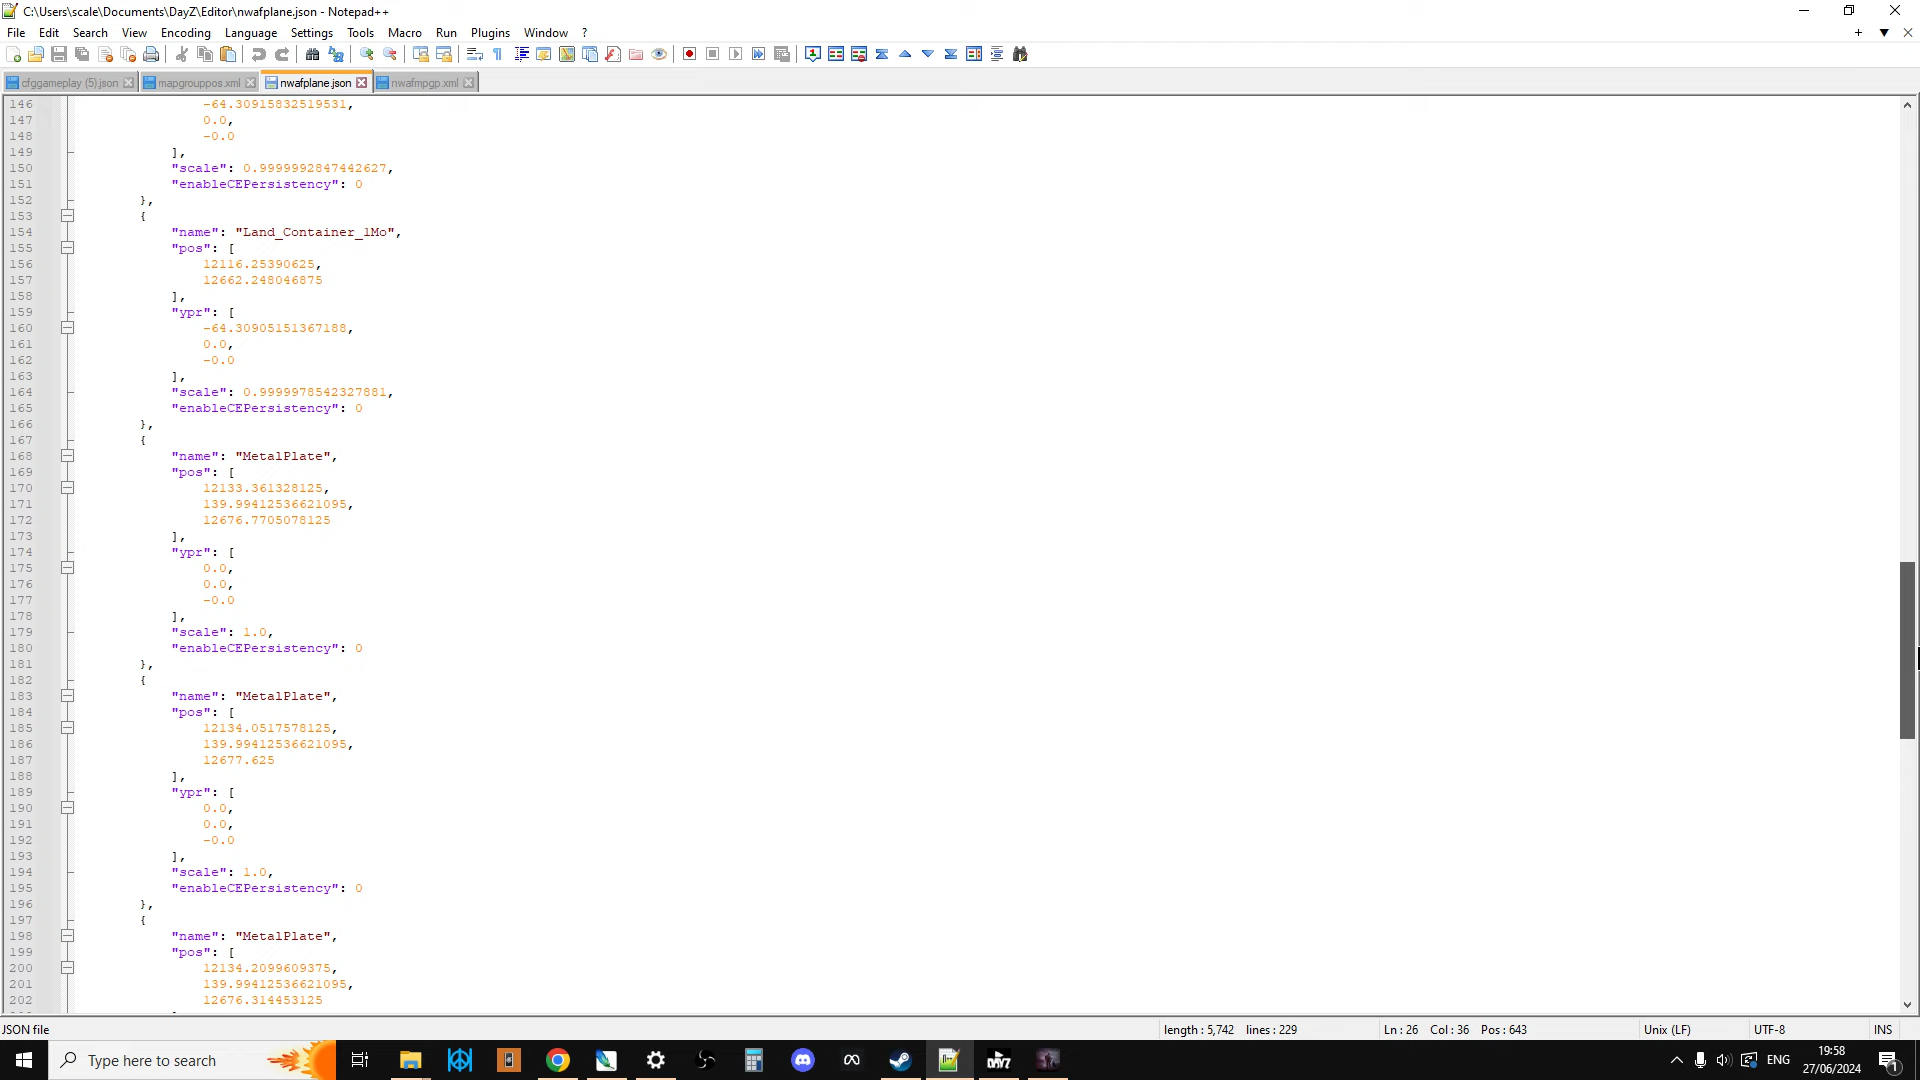 C:\Users\scale\Documents\DayZ\Editor\nwafplane.json - Notepad++
File Edit Search View Encoding Language Settings Tools Macro Run Plugins Window ?
cfggameplay (5).json mapgrouppos.xml nwafplane.json nwafmpgp.xml
146 -64.30915832519531,
147 0.0,
148 -0.0
149 ],
150 "scale": 0.9999992847442627,
151 "enableCEPersistency": 0
152 },
153 {
154 "name": "Land_Container_1Mo",
155 "pos": [
156 12116.25390625,
157 12662.248046875
158 ],
159 "ypr": [
160 -64.30905151367188,
161 0.0,
162 -0.0
163 ],
164 "scale": 0.9999978542327881,
165 "enableCEPersistency": 0
166 },
167 {
168 "name": "MetalPlate",
169 "pos": [
170 12133.361328125,
171 139.99412536621095,
172 12676.7705078125
173 ],
174 "ypr": [
175 0.0,
176 0.0,
177 -0.0
178 ],
179 "scale": 1.0,
180 "enableCEPersistency": 0
181 },
182 {
183 "name": "MetalPlate",
184 "pos": [
185 12134.0517578125,
186 139.99412536621095,
187 12677.625
188 ],
189 "ypr": [
190 0.0,
191 0.0,
192 -0.0
193 ],
194 "scale": 1.0,
195 "enableCEPersistency": 0
196 },
197 {
198 "name": "MetalPlate",
199 "pos": [
200 12134.2099609375,
201 139.99412536621095,
202 12676.314453125
JSON file length : 5,742 lines : 229 Ln : 26 Col : 36 Pos : 643 Unix (LF) UTF-8 INS
Type here to search DAYZ ENG 19:58
27/06/2024 1